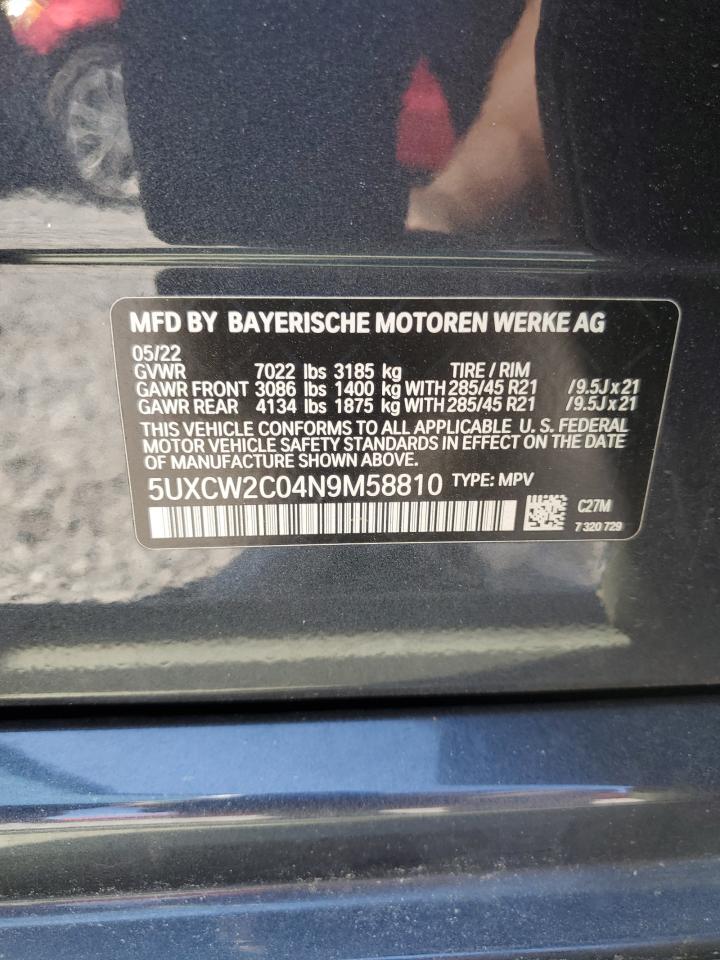 MFD BY BAYERISCHE MOTOREN WERKE AG
05/22
GVWR 7022 lbs 3185 kg TIRE / RIM
GAWR FRONT 3086 lbs 1400 kg WITH 285/45 R21 /9.5J x 21
GAWR REAR 4134 lbs 1875 kg WITH 285/45 R21 /9.5J x 21
THIS VEHICLE CONFORMS TO ALL APPLICABLE U. S. FEDERAL
MOTOR VEHICLE SAFETY STANDARDS IN EFFECT ON THE DATE
OF MANUFACTURE SHOWN ABOVE.
5UXCW2C04N9M58810 TYPE: MPV
C27M
7 320 729